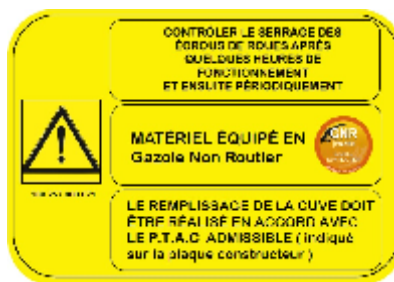 CONTROLER LE SERRAGE DES
ÉCROUS DE ROUES APRÈS
QUELQUES HEURES DE
FONCTIONNEMENT
ET ENSUITE PÉRIODIQUEMENT
MATÉRIEL ÉQUIPÉ EN
Gazole Non Routier
GNR
LE REMPLISSAGE DE LA CUVE DOIT
ÊTRE RÉALISÉ EN ACCORD AVEC
LE P.T.A.C ADMISSIBLE ( indiqué
sur la plaque constructeur )